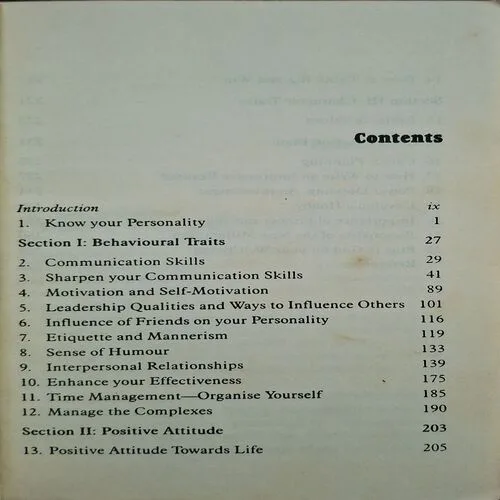 Contents
Introduction ix
1. Know your Personality 1
Section I: Behavioural Traits 27
2. Communication Skills 29
3. Sharpen your Communication Skills 41
4. Motivation and Self-Motivation 89
5. Leadership Qualities and Ways to Influence Others 101
6. Influence of Friends on your Personality 116
7. Etiquette and Mannerism 119
8. Sense of Humour 133
9. Interpersonal Relationships 139
10. Enhance your Effectiveness 175
11. Time Management—Organise Yourself 185
12. Manage the Complexes 190
Section II: Positive Attitude 203
13. Positive Attitude Towards Life 205